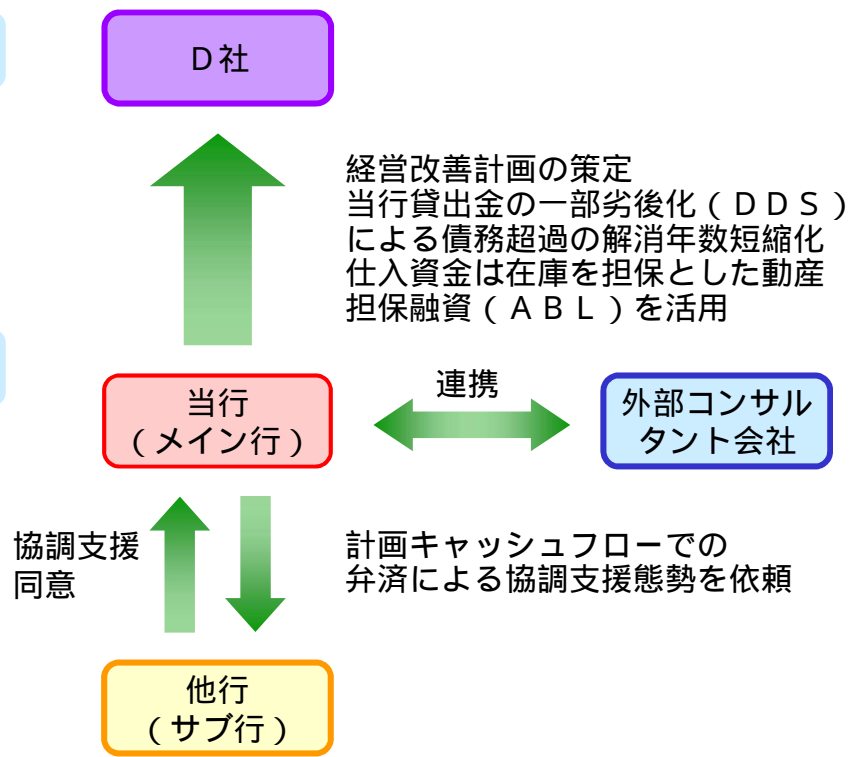 D社
経営改善計画の策定
当行貸出金の一部劣後化(DDS)
による債務超過の解消年数短縮化
仕入資金は在庫を担保とした動産
担保融資(ABL)を活用
当行
(メイン行)
連携
外部コンサル
タント会社
協調支援
同意
計画キャッシュフローでの
弁済による協調支援態勢を依頼
他行
(サブ行)